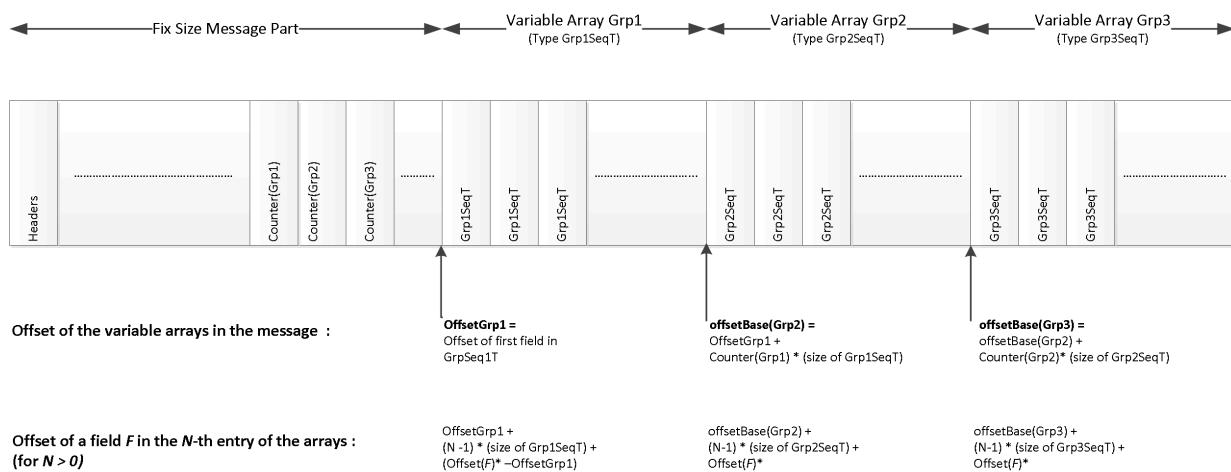 Fix Size Message Part
Variable Array Grp1
(Type Grp1SeqT)
Variable Array Grp2
(Type Grp2SeqT)
Variable Array Grp3
(Type Grp3SeqT)
Headers
..........................................
Counter(Grp1)
Counter(Grp2)
Counter(Grp3)
.........
Grp1SeqT
Grp1SeqT
Grp1SeqT
............................
Grp2SeqT
Grp2SeqT
Grp2SeqT
............................
Grp3SeqT
Grp3SeqT
Grp3SeqT
............................
Offset of the variable arrays in the message :
OffsetGrp1 =
Offset of first field in
GrpSeq1T
offsetBase(Grp2) =
OffsetGrp1 +
Counter(Grp1) * (size of Grp1SeqT)
offsetBase(Grp3) =
offsetBase(Grp2) +
Counter(Grp2)* (size of Grp2SeqT)
Offset of a field F in the N-th entry of the arrays :
(for N > 0)
OffsetGrp1 +
(N -1) * (size of Grp1SeqT) +
(Offset(F)* –OffsetGrp1)
offsetBase(Grp2) +
(N-1) * (size of Grp2SeqT) +
Offset(F)*
offsetBase(Grp3) +
(N-1) * (size of Grp3SeqT) +
Offset(F)*